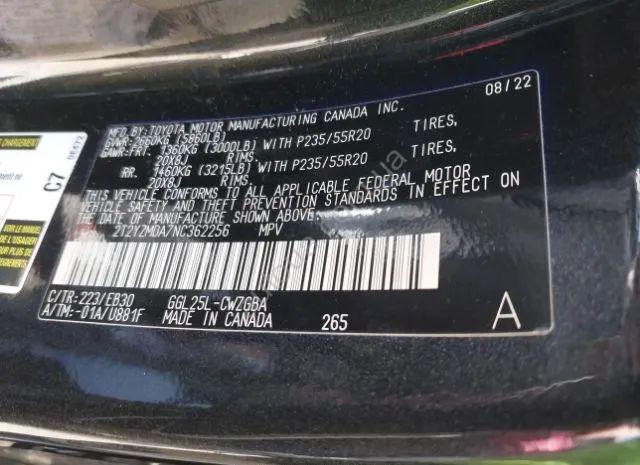 MFD. BY: TOYOTA MOTOR MANUFACTURING CANADA INC. 08/22
GVWR: 2660KG (5860LB)
GAWR: FRT. 1360KG (3000LB) WITH P235/55R20 TIRES,
20X8J RIMS.
RR. 1460KG (3215LB) WITH P235/55R20 TIRES,
20X8J RIMS.
THIS VEHICLE CONFORMS TO ALL APPLICABLE FEDERAL MOTOR
VEHICLE SAFETY AND THEFT PREVENTION STANDARDS IN EFFECT ON
THE DATE OF MANUFACTURE SHOWN ABOVE.
2T2YZMDA7NC362256 MPV
C/TR:223/EB30 GGL25L-CWZGBA
A/TM:-01A/U881F MADE IN CANADA 265 A
CHARGEMENT
C7